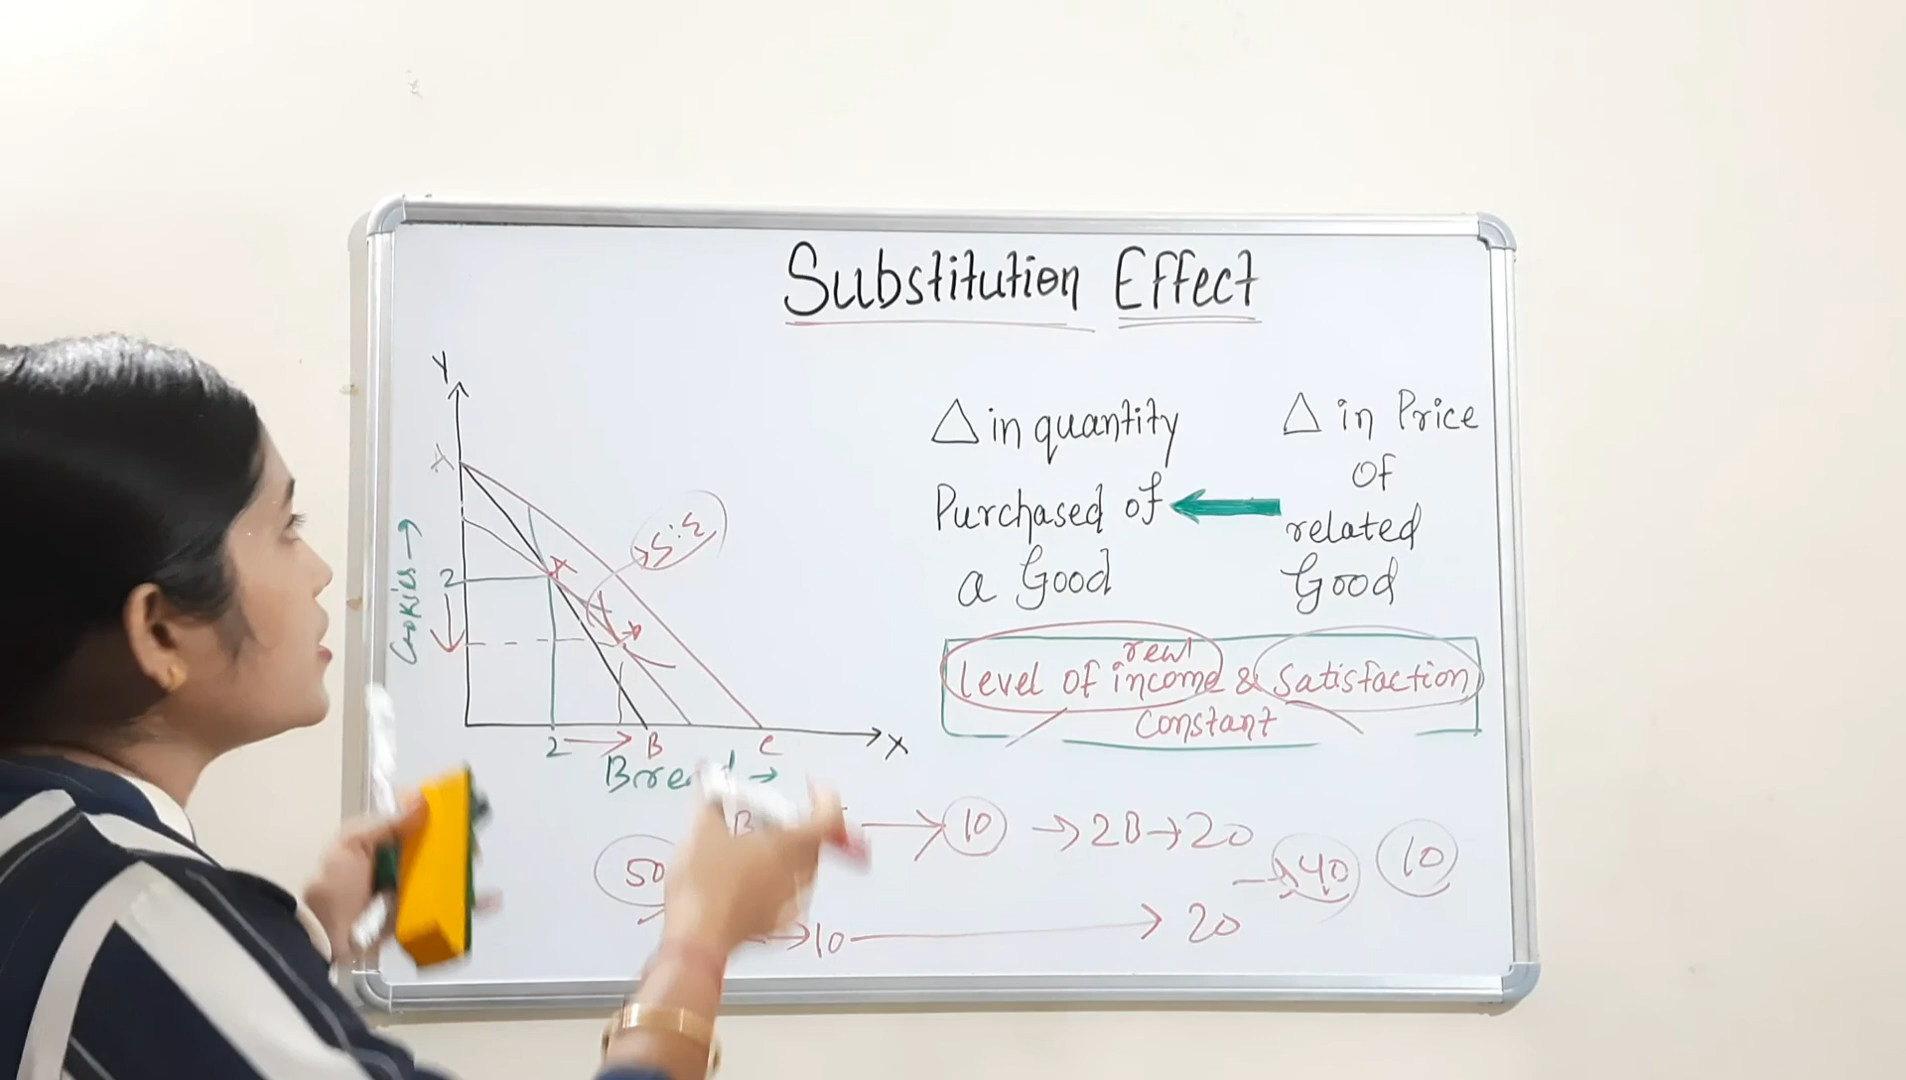 Substitution Effect
Y
X
Cookies →
2
S.E
2 → B C X
Bread →
△ in quantity
Purchased of
a Good
△ in Price
Of
related
Good
real
Level of income & Satisfaction
Constant
B → 10 → 2B → 20
50 → 40 10
→ 10 → 20